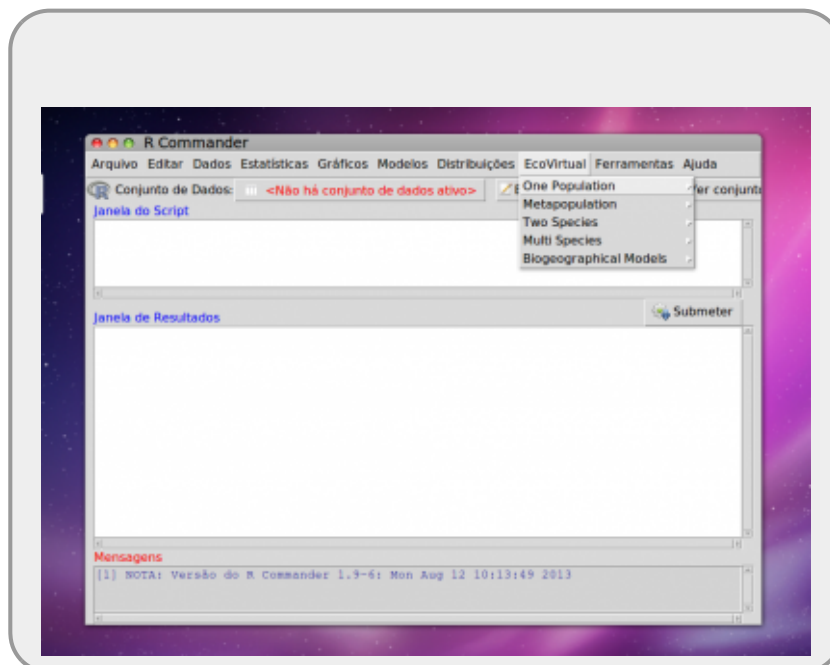 R Commander
Arquivo Editar Dados Estatísticas Gráficos Modelos Distribuições EcoVirtual Ferramentas Ajuda
Conjunto de Dados: <Não há conjunto de dados ativo>
One Population
Metapopulation
Two Species
Multi Species
Biogeographical Models
Janela do Script
Submeter
Janela de Resultados
Mensagens
[1] NOTA: Versão do R Commander 1.9-6: Mon Aug 12 10:13:49 2013